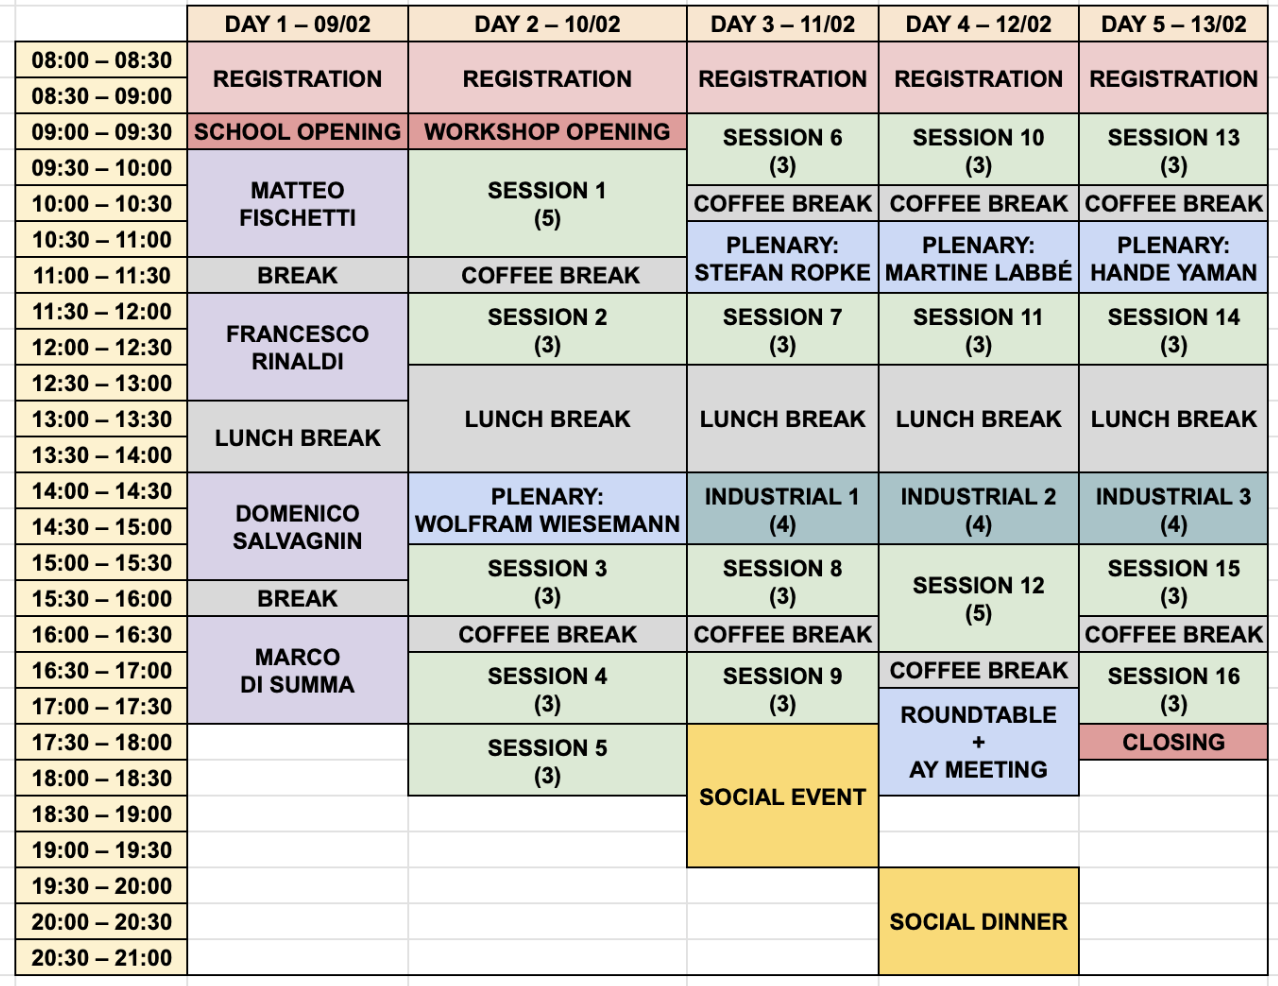 DAY 1 – 09/02
DAY 2 – 10/02
DAY 3 – 11/02
DAY 4 – 12/02
DAY 5 – 13/02
08:00 – 08:30
08:30 – 09:00
09:00 – 09:30
09:30 – 10:00
10:00 – 10:30
10:30 – 11:00
11:00 – 11:30
11:30 – 12:00
12:00 – 12:30
12:30 – 13:00
13:00 – 13:30
13:30 – 14:00
14:00 – 14:30
14:30 – 15:00
15:00 – 15:30
15:30 – 16:00
16:00 – 16:30
16:30 – 17:00
17:00 – 17:30
17:30 – 18:00
18:00 – 18:30
18:30 – 19:00
19:00 – 19:30
19:30 – 20:00
20:00 – 20:30
20:30 – 21:00
REGISTRATION
SCHOOL OPENING
MATTEO
FISCHETTI
BREAK
FRANCESCO
RINALDI
LUNCH BREAK
DOMENICO
SALVAGNIN
BREAK
MARCO
DI SUMMA
REGISTRATION
WORKSHOP OPENING
SESSION 1
(5)
COFFEE BREAK
SESSION 2
(3)
LUNCH BREAK
PLENARY:
WOLFRAM WIESEMANN
SESSION 3
(3)
COFFEE BREAK
SESSION 4
(3)
SESSION 5
(3)
REGISTRATION
SESSION 6
(3)
COFFEE BREAK
PLENARY:
STEFAN ROPKE
SESSION 7
(3)
LUNCH BREAK
INDUSTRIAL 1
(4)
SESSION 8
(3)
COFFEE BREAK
SESSION 9
(3)
SOCIAL EVENT
REGISTRATION
SESSION 10
(3)
COFFEE BREAK
PLENARY:
MARTINE LABBÉ
SESSION 11
(3)
LUNCH BREAK
INDUSTRIAL 2
(4)
SESSION 12
(5)
COFFEE BREAK
ROUNDTABLE
+
AY MEETING
SOCIAL DINNER
REGISTRATION
SESSION 13
(3)
COFFEE BREAK
PLENARY:
HANDE YAMAN
SESSION 14
(3)
LUNCH BREAK
INDUSTRIAL 3
(4)
SESSION 15
(3)
COFFEE BREAK
SESSION 16
(3)
CLOSING